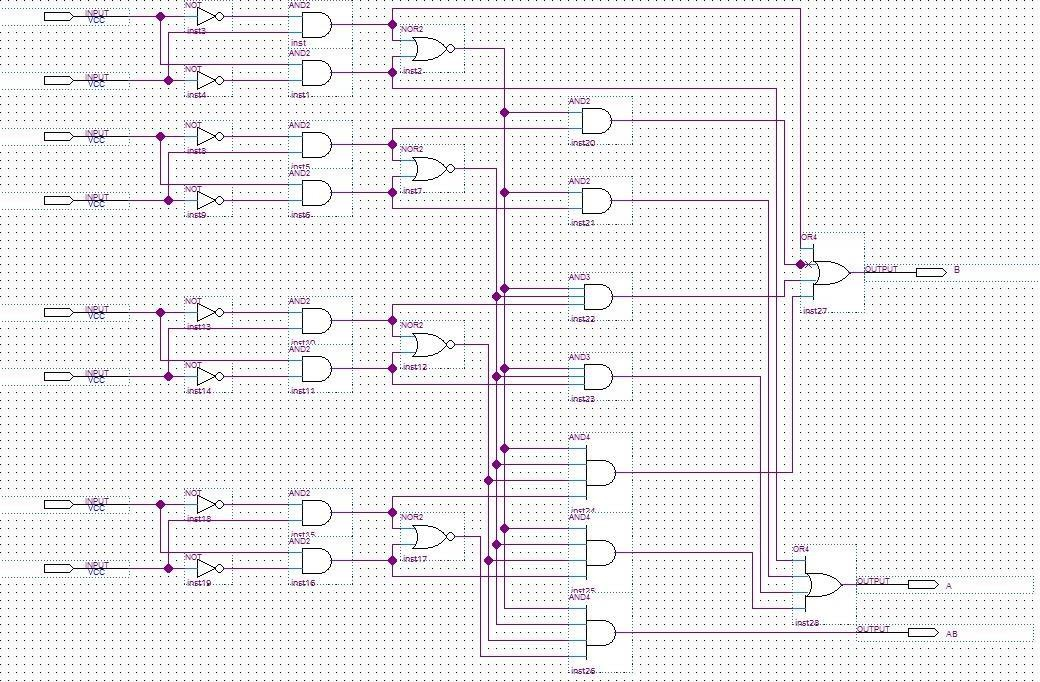 INPUT
VCC
NOT
inst3
AND2
inst
INPUT
VCC
NOT
inst4
AND2
inst1
NOR2
inst2
INPUT
VCC
NOT
inst8
AND2
inst5
INPUT
VCC
NOT
inst9
AND2
inst6
NOR2
inst7
AND2
inst20
AND2
inst21
INPUT
VCC
NOT
inst13
AND2
inst10
INPUT
VCC
NOT
inst14
AND2
inst11
NOR2
inst12
AND3
inst22
AND3
inst23
OR4
inst27
OUTPUT
B
INPUT
VCC
NOT
inst18
AND2
inst15
INPUT
VCC
NOT
inst19
AND2
inst16
NOR2
inst17
AND4
inst24
AND4
inst25
AND4
inst26
OR4
inst28
OUTPUT
A
OUTPUT
AB